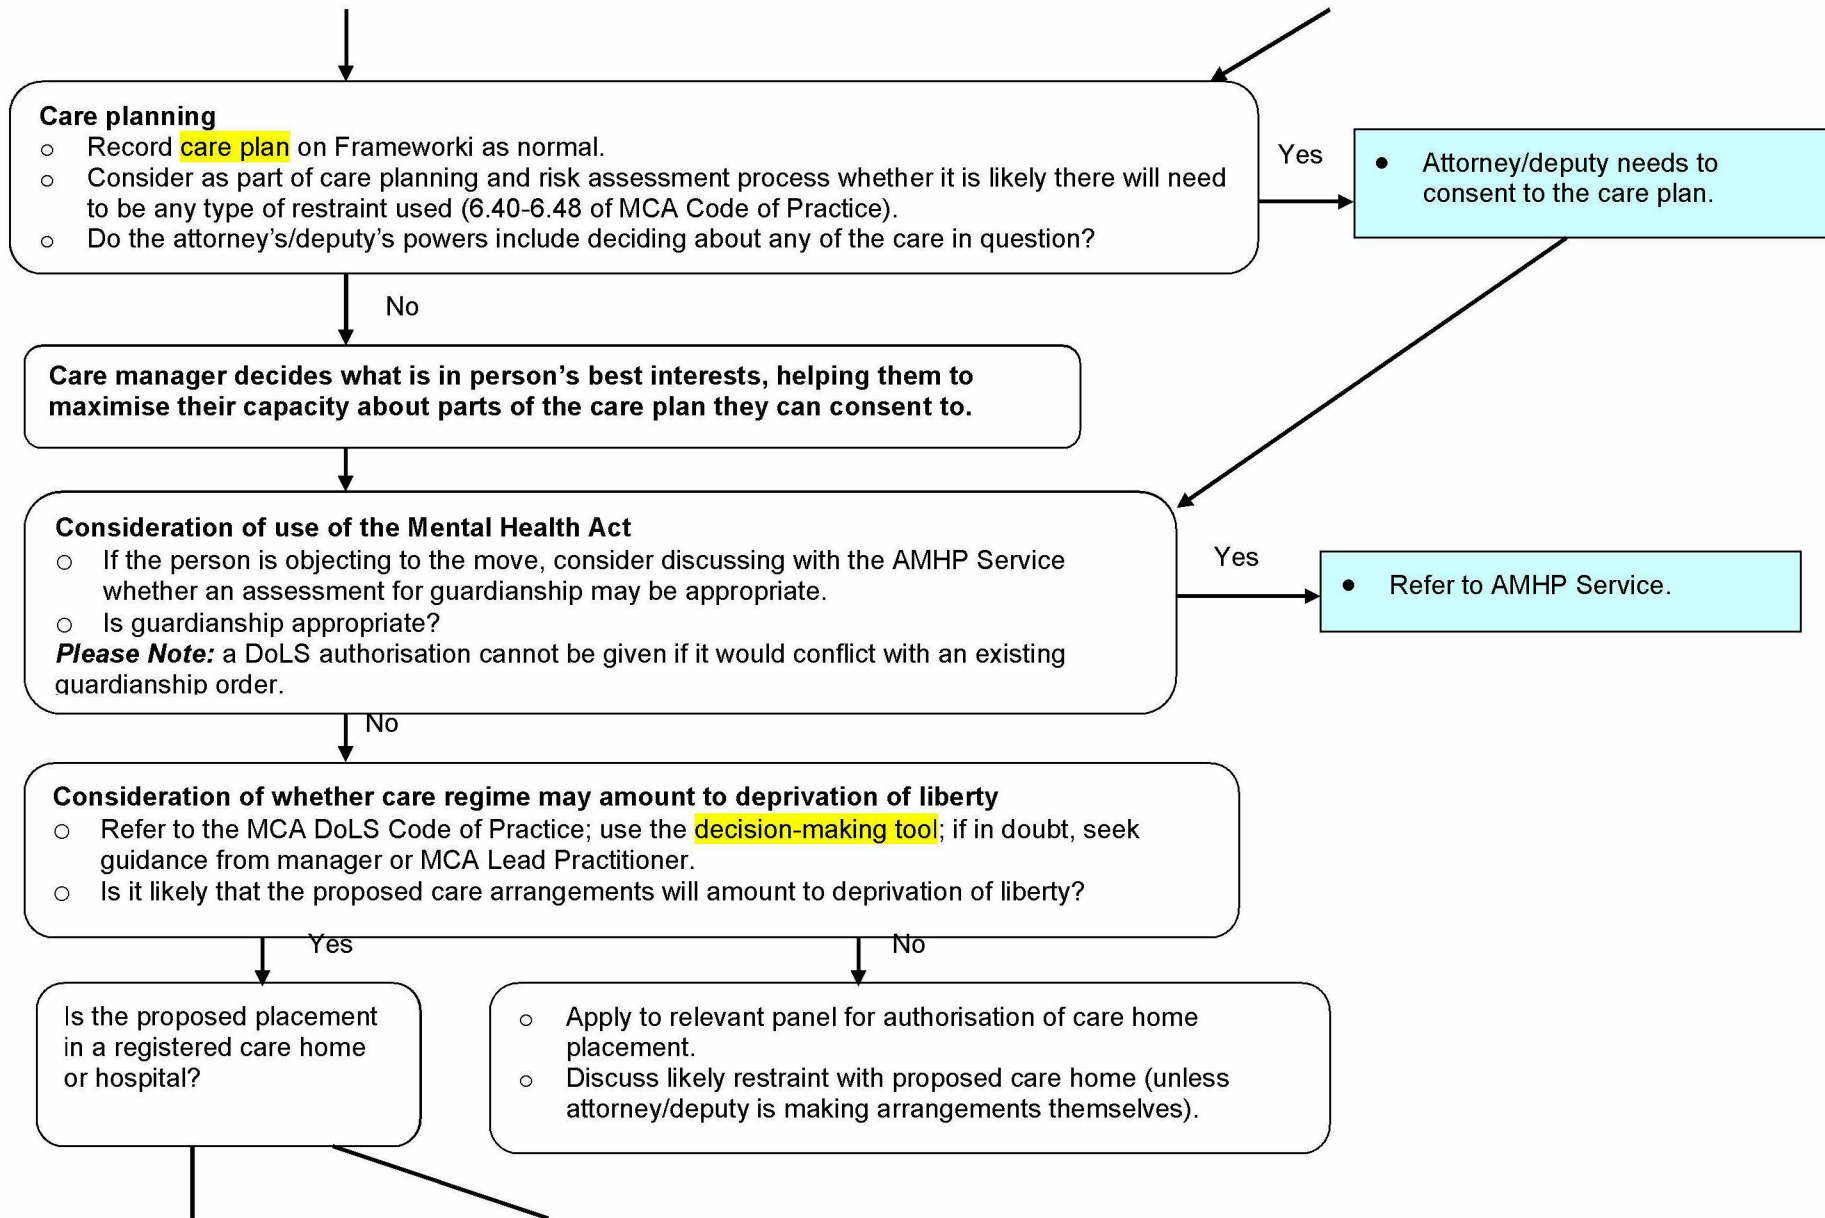 Care planning
o Record care plan on Frameworki as normal.
o Consider as part of care planning and risk assessment process whether it is likely there will need
to be any type of restraint used (6.40-6.48 of MCA Code of Practice).
o Do the attorney’s/deputy’s powers include deciding about any of the care in question?
Yes
• Attorney/deputy needs to
consent to the care plan.
No
Care manager decides what is in person’s best interests, helping them to
maximise their capacity about parts of the care plan they can consent to.
Consideration of use of the Mental Health Act
o If the person is objecting to the move, consider discussing with the AMHP Service
whether an assessment for guardianship may be appropriate.
o Is guardianship appropriate?
Please Note: a DoLS authorisation cannot be given if it would conflict with an existing
guardianship order.
Yes
• Refer to AMHP Service.
No
Consideration of whether care regime may amount to deprivation of liberty
o Refer to the MCA DoLS Code of Practice; use the decision-making tool; if in doubt, seek
guidance from manager or MCA Lead Practitioner.
o Is it likely that the proposed care arrangements will amount to deprivation of liberty?
Yes
No
Is the proposed placement
in a registered care home
or hospital?
o Apply to relevant panel for authorisation of care home
placement.
o Discuss likely restraint with proposed care home (unless
attorney/deputy is making arrangements themselves).